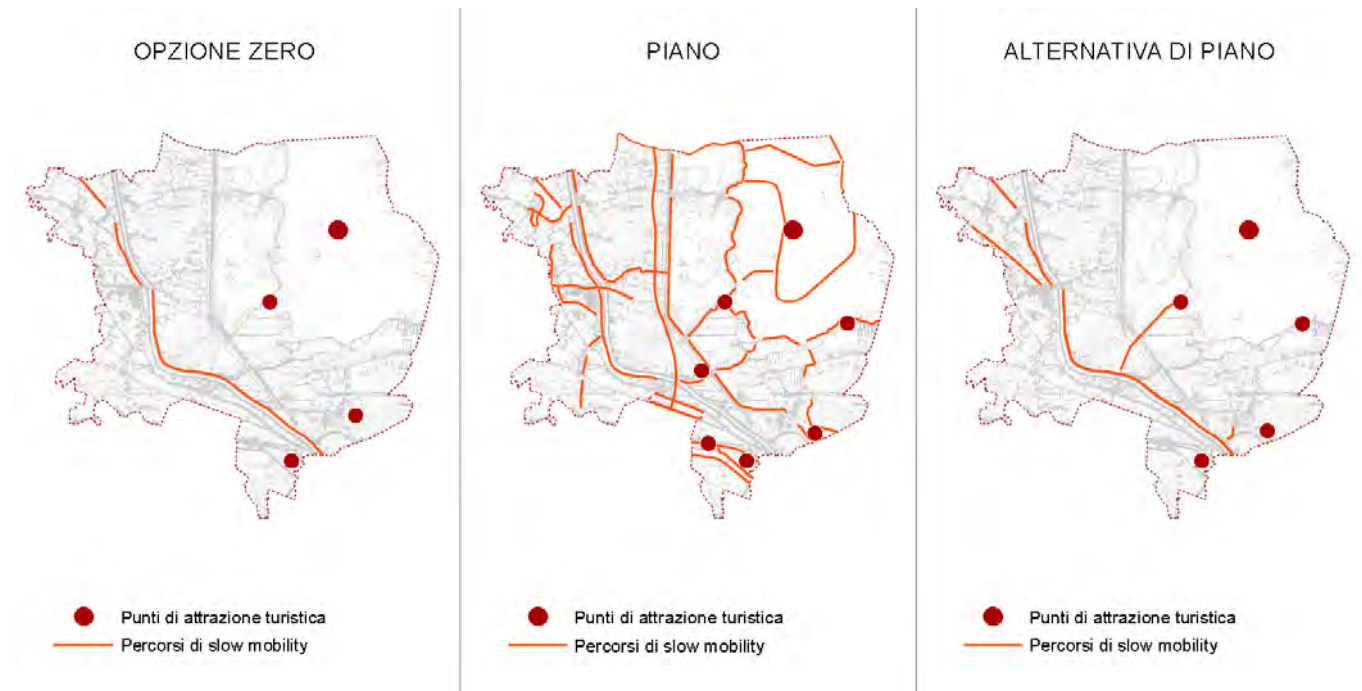 OPZIONE ZERO
PIANO
ALTERNATIVA DI PIANO
Punti di attrazione turistica
Percorsi di slow mobility
Punti di attrazione turistica
Percorsi di slow mobility
Punti di attrazione turistica
Percorsi di slow mobility